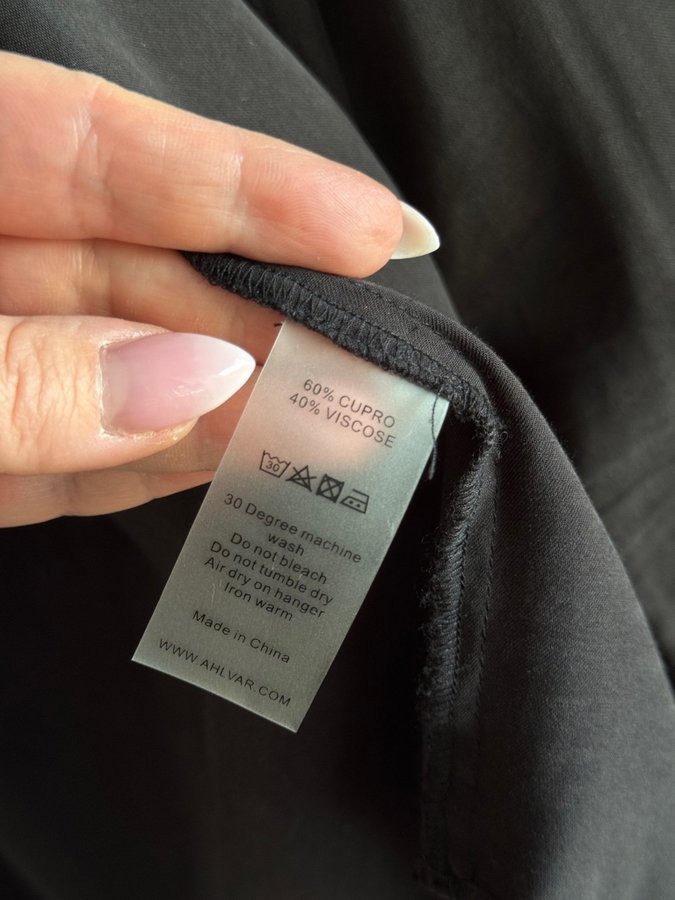 60% CUPRO
40% VISCOSE
30
30 Degree machine
wash
Do not bleach
Do not tumble dry
Air dry on hanger
Iron warm
Made in China
WWW.AHLVAR.COM